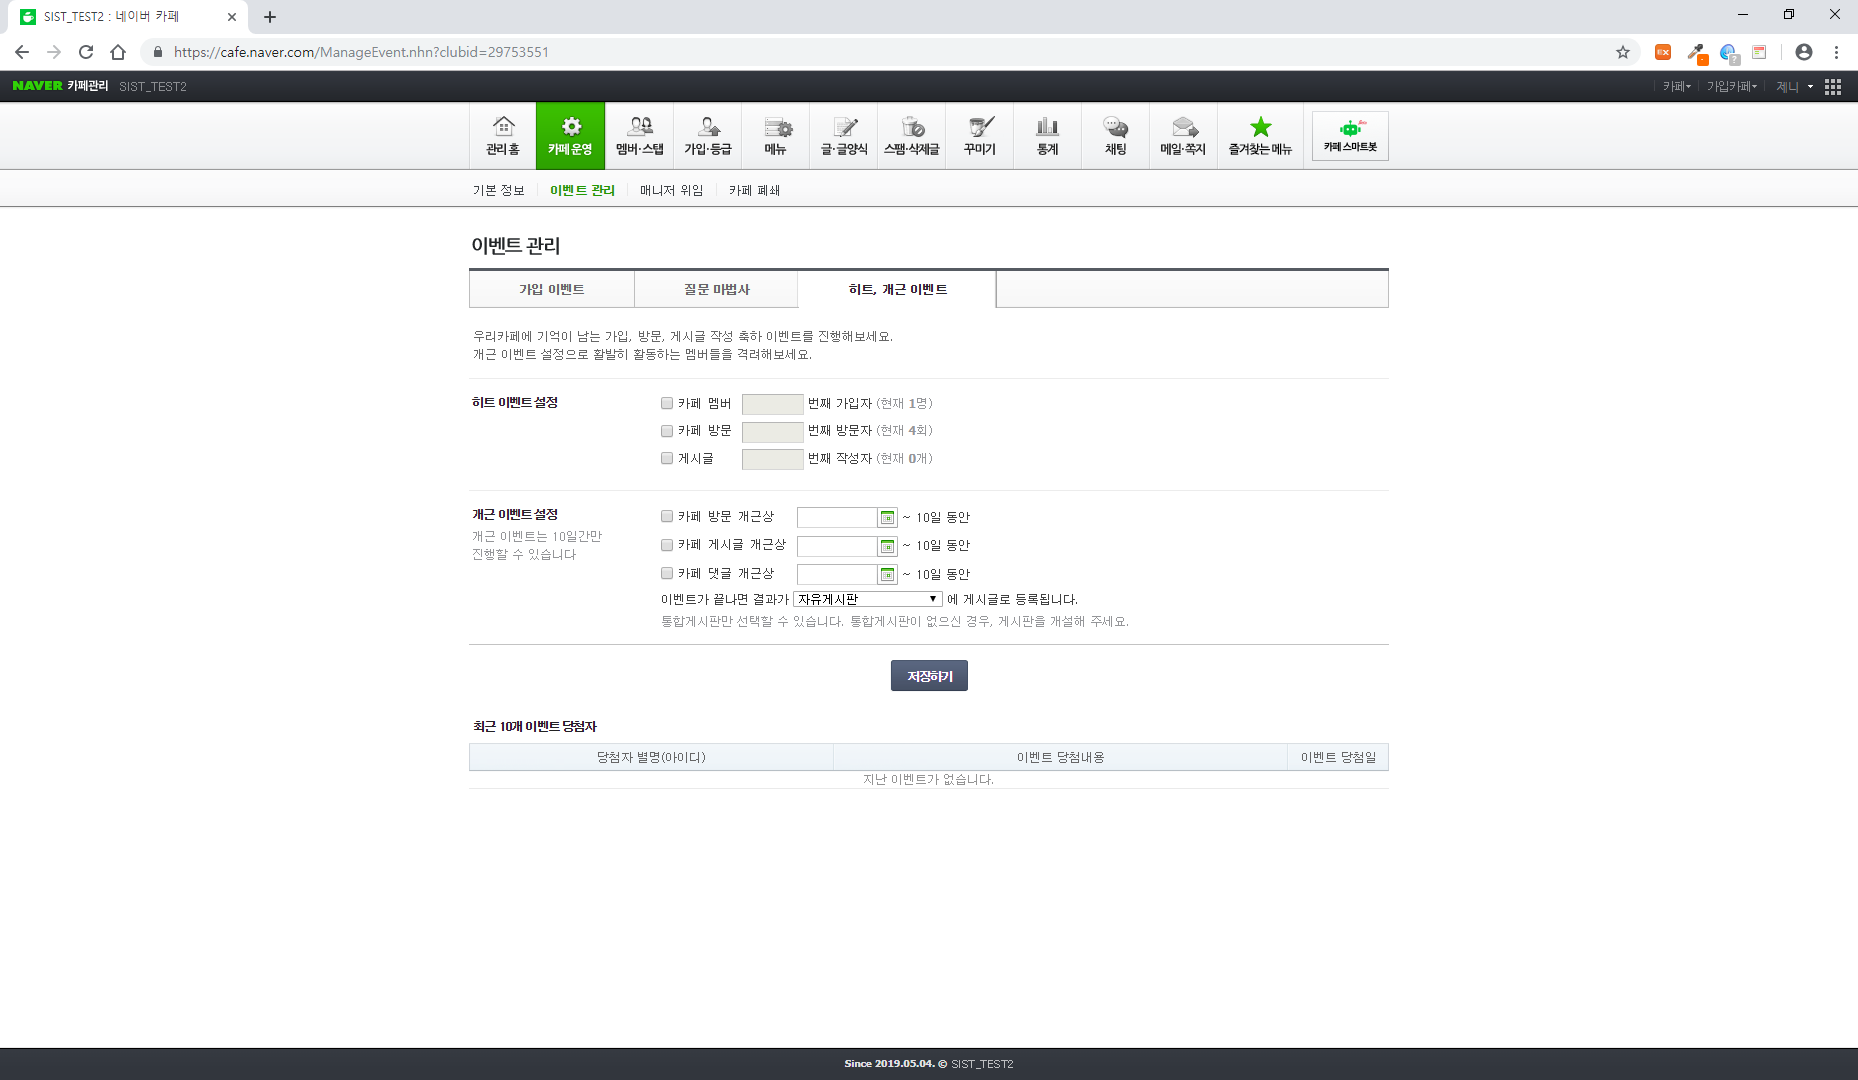 SIST_TEST2 : 네이버 카페
https://cafe.naver.com/ManageEvent.nhn?clubid=29753551
NAVER 카페관리 SIST_TEST2 카페 가입카페 제니
관리 홈 카페 운영 멤버·스탭 가입·등급 메뉴 글·글양식 스팸·삭제글 꾸미기 통계 채팅 메일·쪽지 즐겨찾는 메뉴 카페 스마트봇
기본 정보 이벤트 관리 매니저 위임 카페 폐쇄
이벤트 관리
가입 이벤트 질문 마법사 히트, 개근 이벤트
우리카페에 기억이 남는 가입, 방문, 게시글 작성 축하 이벤트를 진행해보세요.
개근 이벤트 설정으로 활발히 활동하는 멤버들을 격려해보세요.
히트 이벤트 설정 카페 멤버 번째 가입자 (현재 1명)
카페 방문 번째 방문자 (현재 4회)
게시글 번째 작성자 (현재 0개)
개근 이벤트 설정 카페 방문 개근상 ~ 10일 동안
개근 이벤트는 10일간만
진행할 수 있습니다
카페 게시글 개근상 ~ 10일 동안
카페 댓글 개근상 ~ 10일 동안
이벤트가 끝나면 결과가 자유게시판 에 게시글로 등록됩니다.
통합게시판만 선택할 수 있습니다. 통합게시판이 없으신 경우, 게시판을 개설해 주세요.
저장하기
최근 10개 이벤트 당첨자
당첨자 별명(아이디) 이벤트 당첨내용 이벤트 당첨일
지난 이벤트가 없습니다.
Since 2019.05.04. © SIST_TEST2